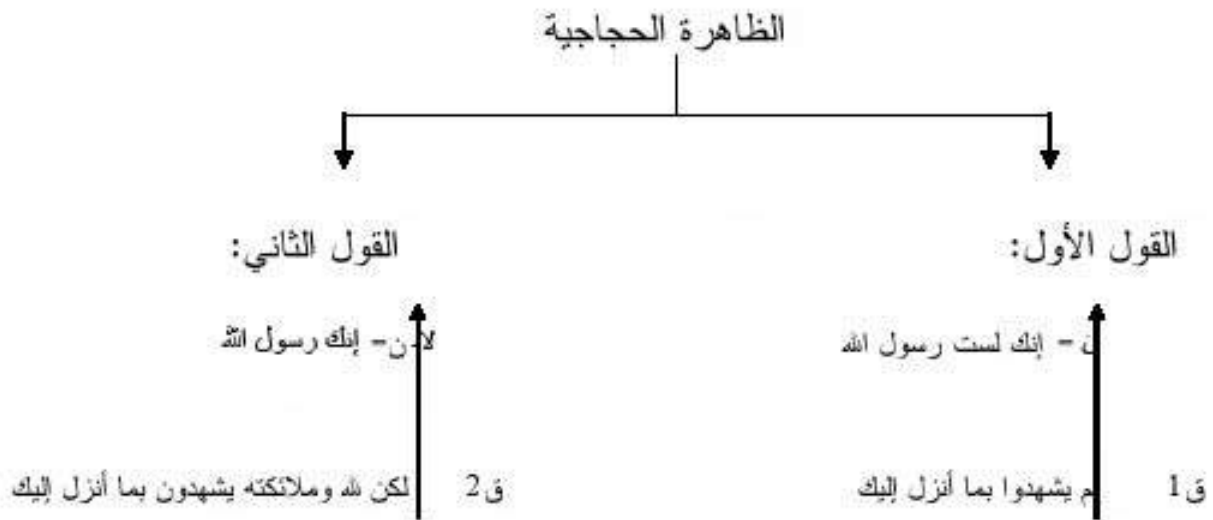 الظاهرة الحجاجية
القول الأول:
القول الثاني:
ن = إنك لست رسول الله
لا ن= إنك رسول الله
ق1 م يشهدوا بما أنزل إليك
ق2 لكن لله وملائكته يشهدون بما أنزل إليك